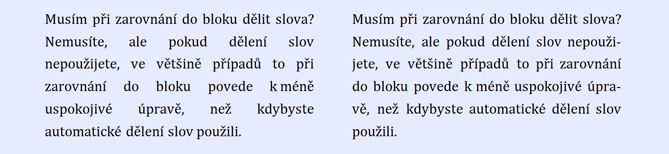 Musím při zarovnání do bloku dělit slova?
Nemusíte, ale pokud dělení slov
nepoužijete, ve většině případů to při
zarovnání do bloku povede k méně
uspokojivé úpravě, než kdybyste
automatické dělení slov použili.
Musím při zarovnání do bloku dělit slova?
Nemusíte, ale pokud dělení slov nepouži-
jete, ve většině případů to při zarovnání
do bloku povede k méně uspokojivé úpra-
vě, než kdybyste automatické dělení slov
použili.